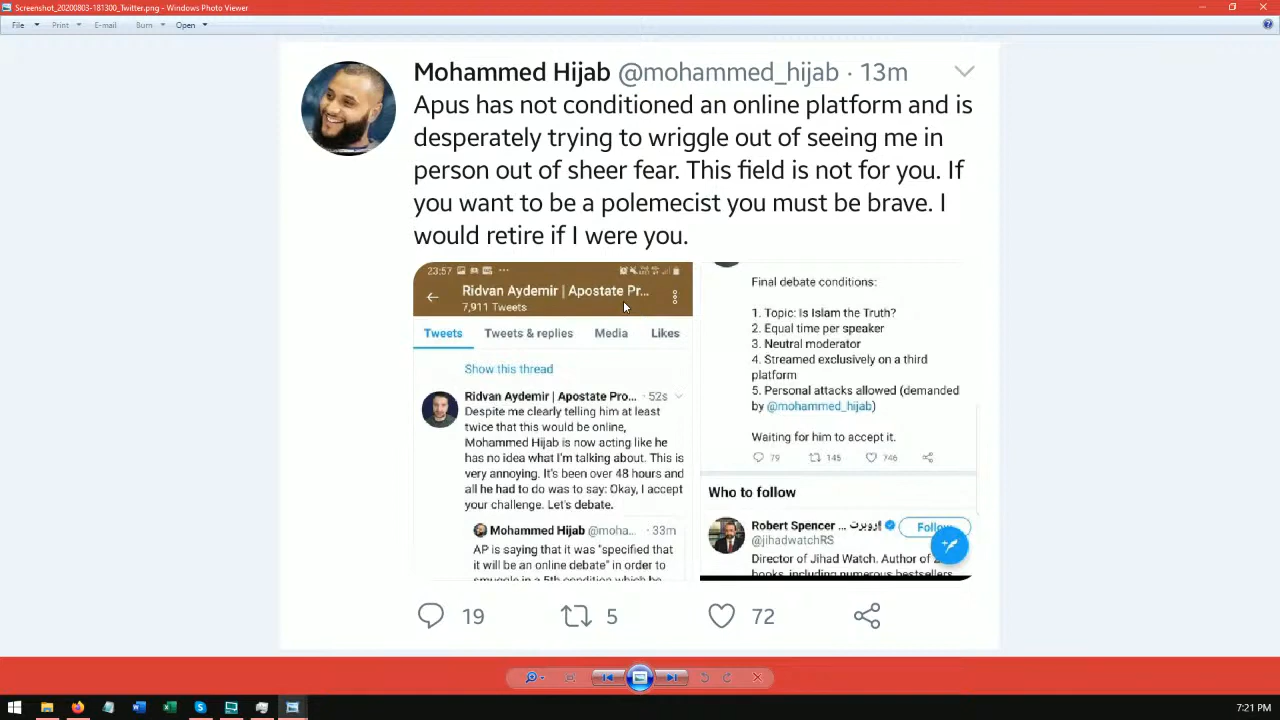 Screenshot_20200803-181300_Twitter.png - Windows Photo Viewer
File Print E-mail Burn Open
Mohammed Hijab @mohammed_hijab · 13m
Apus has not conditioned an online platform and is
desperately trying to wriggle out of seeing me in
person out of sheer fear. This field is not for you. If
you want to be a polemecist you must be brave. I
would retire if I were you.
23:57
Ridvan Aydemir | Apostate Pr...
7,911 Tweets
Tweets Tweets & replies Media Likes
Show this thread
Ridvan Aydemir | Apostate Pro... · 52s
Despite me clearly telling him at least
twice that this would be online,
Mohammed Hijab is now acting like he
has no idea what I'm talking about. This is
very annoying. It's been over 48 hours and
all he had to do was to say: Okay, I accept
your challenge. Let's debate.
Mohammed Hijab @moha... · 33m
AP is saying that it was "specified that
it will be an online debate" in order to
smuggle in a 5th condition which he
Final debate conditions:
1. Topic: Is Islam the Truth?
2. Equal time per speaker
3. Neutral moderator
4. Streamed exclusively on a third
platform
5. Personal attacks allowed (demanded
by @mohammed_hijab)
Waiting for him to accept it.
79 145 746
Who to follow
Robert Spencer ...
Follow
@jihadwatchRS
Director of Jihad Watch. Author of
books, including numerous bestsellers
19 5 72
7:21 PM